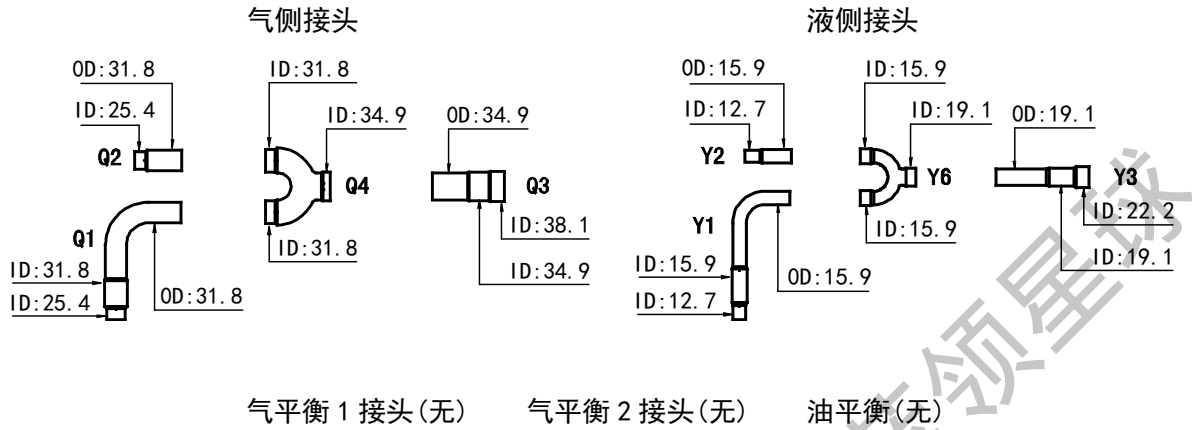 气侧接头
液侧接头
OD:31.8
ID:25.4
Q2
Q1
ID:31.8
ID:25.4
OD:31.8
ID:31.8
ID:34.9
Q4
ID:31.8
OD:34.9
Q3
ID:38.1
ID:34.9
OD:15.9
ID:12.7
Y2
Y1
ID:15.9
ID:12.7
OD:15.9
ID:15.9
ID:19.1
Y6
ID:15.9
OD:19.1
Y3
ID:22.2
ID:19.1
气平衡1接头(无)
气平衡2接头(无)
油平衡(无)
领星球